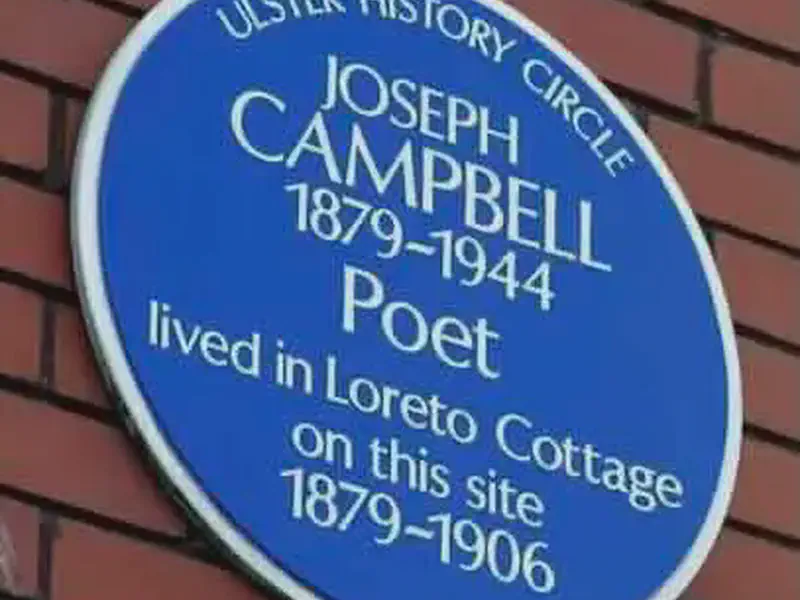 ULSTER HISTORY CIRCLE
JOSEPH
CAMPBELL
1879~1944
Poet
lived in Loreto Cottage
on this site
1879~1906